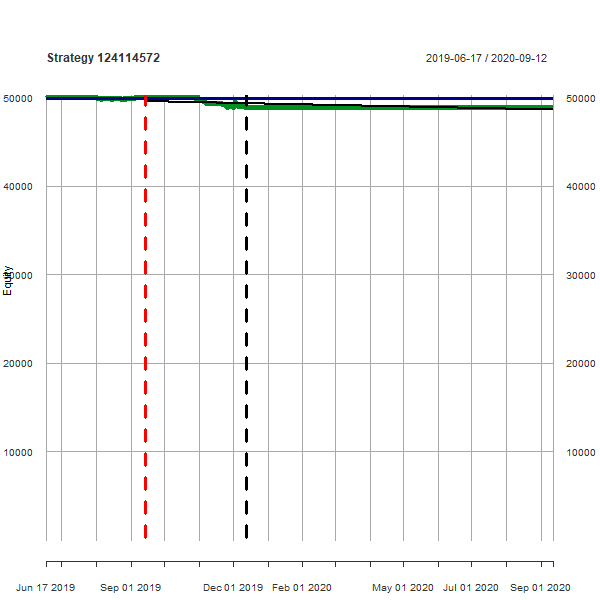 Strategy 124114572
2019-06-17 / 2020-09-12
50000 50000
40000 40000
Equity
30000 30000
20000 20000
10000 10000
Jun 17 2019 Sep 01 2019 Dec 01 2019 Feb 01 2020 May 01 2020 Jul 01 2020 Sep 01 2020